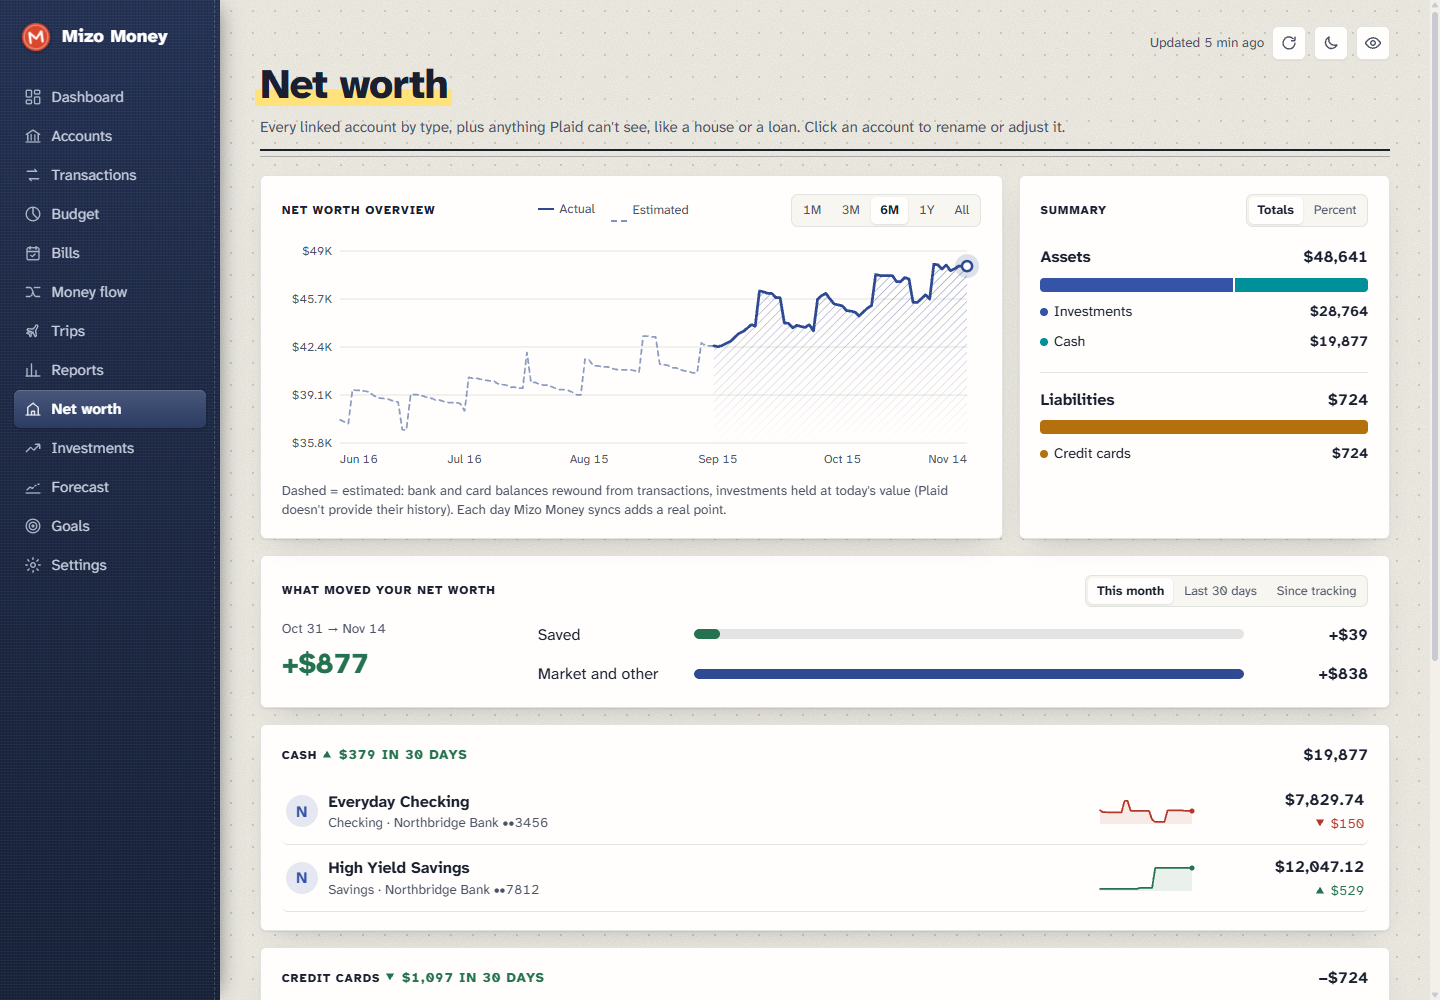 Mizo Money
Dashboard
Accounts
Transactions
Budget
Bills
Money flow
Trips
Reports
Net worth
Investments
Forecast
Goals
Settings
Updated 5 min ago
Net worth
Every linked account by type, plus anything Plaid can't see, like a house or a loan. Click an account to rename or adjust it.
NET WORTH OVERVIEW
Actual
Estimated
1M 3M 6M 1Y All
$49K
$45.7K
$42.4K
$39.1K
$35.8K
Jun 16 Jul 16 Aug 15 Sep 15 Oct 15 Nov 14
Dashed = estimated: bank and card balances rewound from transactions, investments held at today's value (Plaid
doesn't provide their history). Each day Mizo Money syncs adds a real point.
SUMMARY
Totals Percent
Assets $48,641
Investments $28,764
Cash $19,877
Liabilities $724
Credit cards $724
WHAT MOVED YOUR NET WORTH
This month Last 30 days Since tracking
Oct 31 → Nov 14
+$877
Saved +$39
Market and other +$838
CASH ▲ $379 IN 30 DAYS $19,877
N
Everyday Checking $7,829.74
Checking · Northbridge Bank ••3456 ▼ $150
N
High Yield Savings $12,047.12
Savings · Northbridge Bank ••7812 ▲ $529
CREDIT CARDS ▼ $1,097 IN 30 DAYS –$724